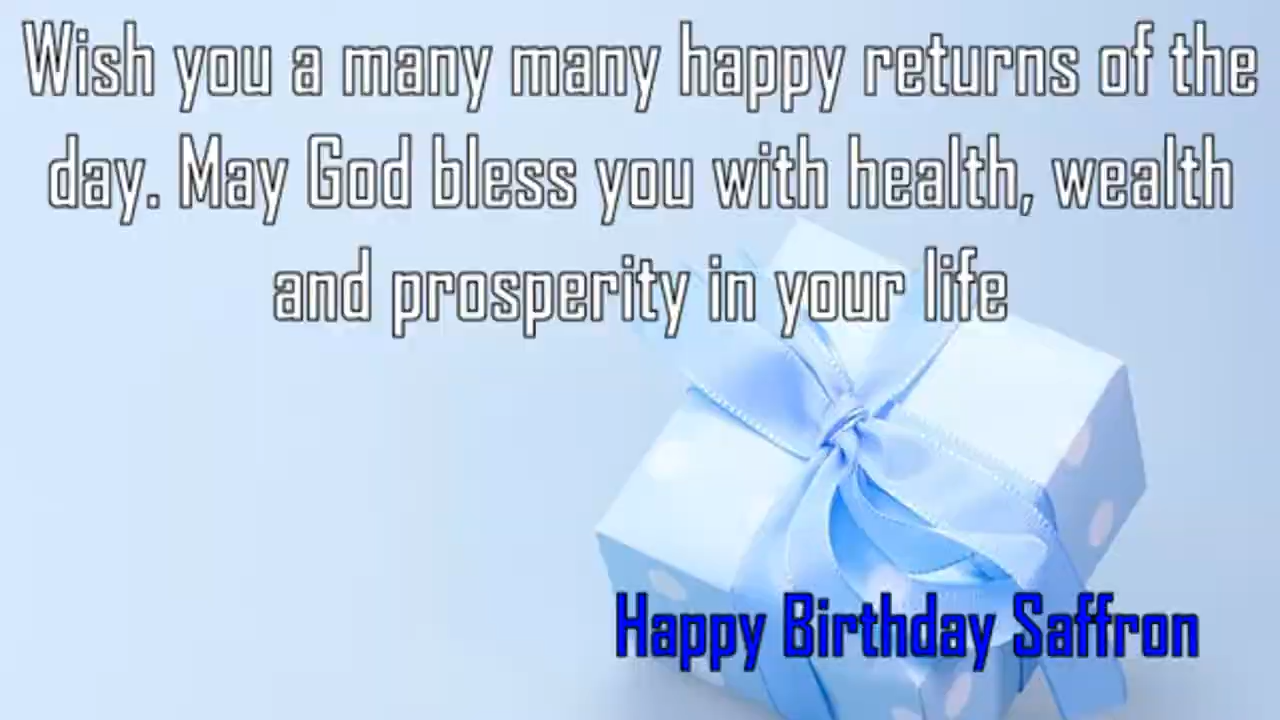 Wish you a many many happy returns of the
day. May God bless you with health, wealth
and prosperity in your life
Happy Birthday Saffron